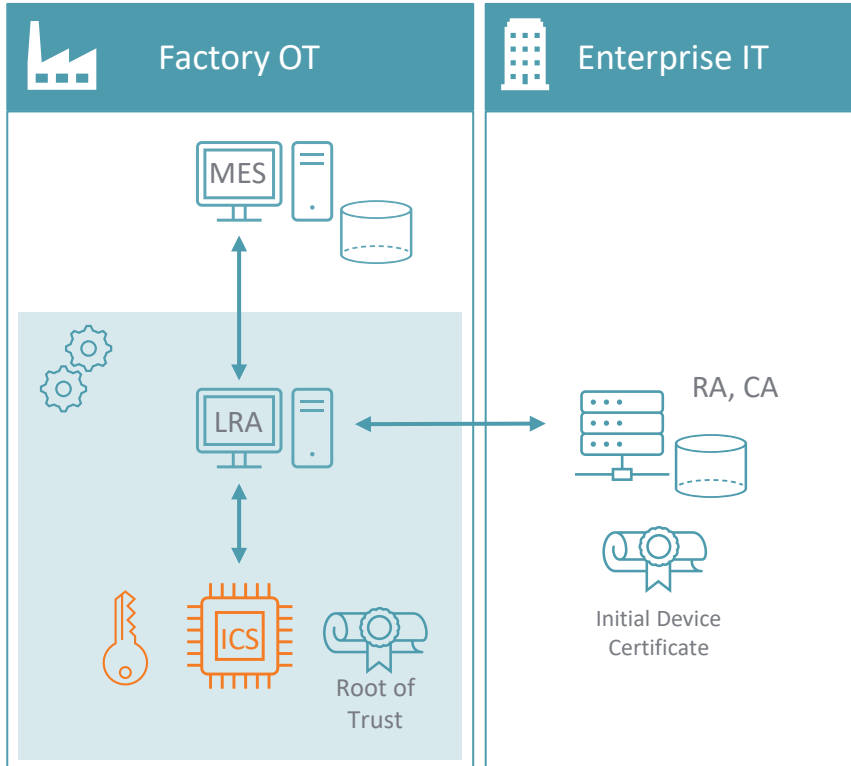 Factory OT
Enterprise IT
MES
LRA
RA, CA
ICS
Root of
Trust
Initial Device
Certificate